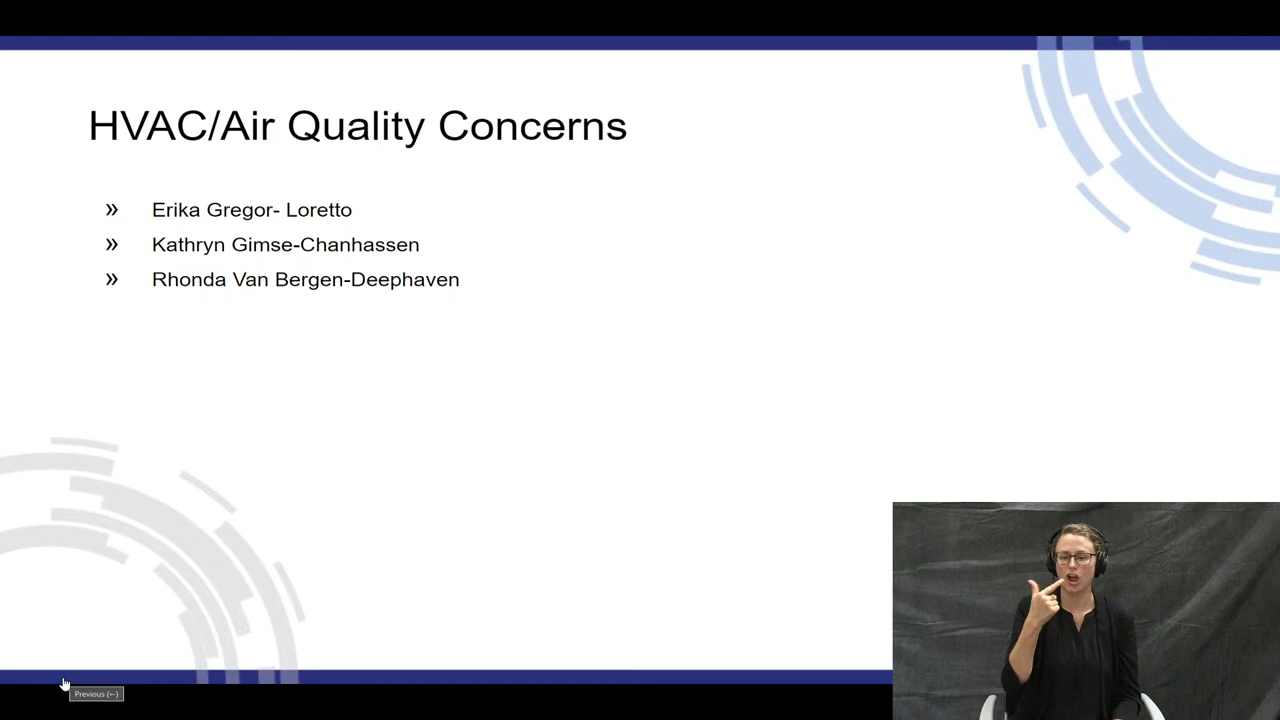 HVAC/Air Quality Concerns
» Erika Gregor- Loretto
» Kathryn Gimse-Chanhassen
» Rhonda Van Bergen-Deephaven
Previous (←)